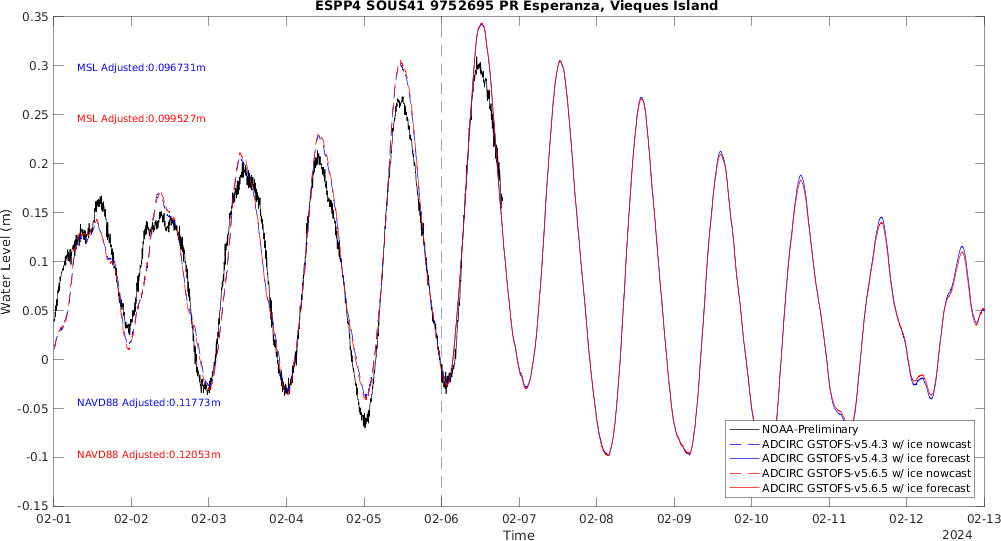 ESPP4 SOUS41 9752695 PR Esperanza, Vieques Island
0.35
0.3
0.25
0.2
0.15
0.1
0.05
0
-0.05
-0.1
-0.15
Water Level (m)
MSL Adjusted:0.096731m
MSL Adjusted:0.099527m
NAVD88 Adjusted:0.11773m
NAVD88 Adjusted:0.12053m
NOAA-Preliminary
ADCIRC GSTOFS-v5.4.3 w/ ice nowcast
ADCIRC GSTOFS-v5.4.3 w/ ice forecast
ADCIRC GSTOFS-v5.6.5 w/ ice nowcast
ADCIRC GSTOFS-v5.6.5 w/ ice forecast
02-01 02-02 02-03 02-04 02-05 02-06 02-07 02-08 02-09 02-10 02-11 02-12 02-13
Time
2024